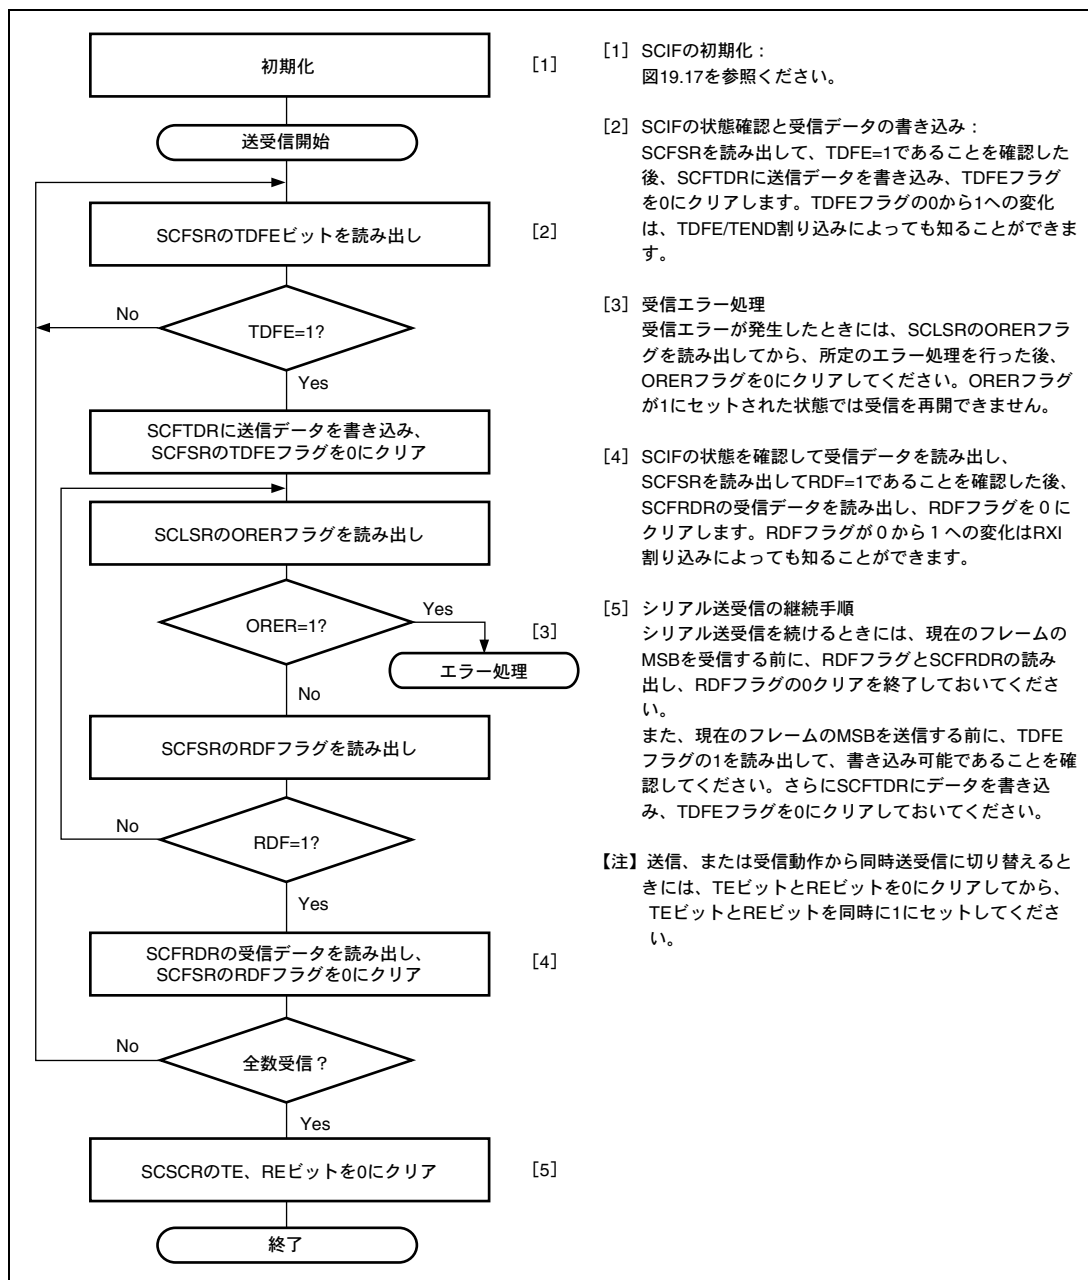 初期化
[1]
送受信開始
SCFSRのTDFEビットを読み出し
[2]
No
TDFE=1?
Yes
SCFTDRに送信データを書き込み、
SCFSRのTDFEフラグを0にクリア
SCLSRのORERフラグを読み出し
ORER=1?
Yes
[3]
エラー処理
No
SCFSRのRDFフラグを読み出し
No
RDF=1?
Yes
SCFRDRの受信データを読み出し、
SCFSRのRDFフラグを0にクリア
[4]
No
全数受信？
Yes
SCSCRのTE、REビットを0にクリア
[5]
終了
[1] SCIFの初期化：
図19.17を参照ください。
[2] SCIFの状態確認と受信データの書き込み：
SCFSRを読み出して、TDFE=1であることを確認した
後、SCFTDRに送信データを書き込み、TDFEフラグ
を0にクリアします。TDFEフラグの0から1への変化
は、TDFE/TEND割り込みによっても知ることができま
す。
[3] 受信エラー処理
受信エラーが発生したときには、SCLSRのORERフラ
グを読み出してから、所定のエラー処理を行った後、
ORERフラグを0にクリアしてください。ORERフラグ
が1にセットされた状態では受信を再開できません。
[4] SCIFの状態を確認して受信データを読み出し、
SCFSRを読み出してRDF=1であることを確認した後、
SCFRDRの受信データを読み出し、RDFフラグを０に
クリアします。RDFフラグが０から１への変化はRXI
割り込みによっても知ることができます。
[5] シリアル送受信の継続手順
シリアル送受信を続けるときには、現在のフレームの
MSBを受信する前に、RDFフラグとSCFRDRの読み
出し、RDFフラグの0クリアを終了しておいてくださ
い。
また、現在のフレームのMSBを送信する前に、TDFE
フラグの1を読み出して、書き込み可能であることを確
認してください。さらにSCFTDRにデータを書き込
み、TDFEフラグを0にクリアしておいてください。
【注】送信、または受信動作から同時送受信に切り替えると
きには、TEビットとREビットを0にクリアしてから、
TEビットとREビットを同時に1にセットしてくださ
い。